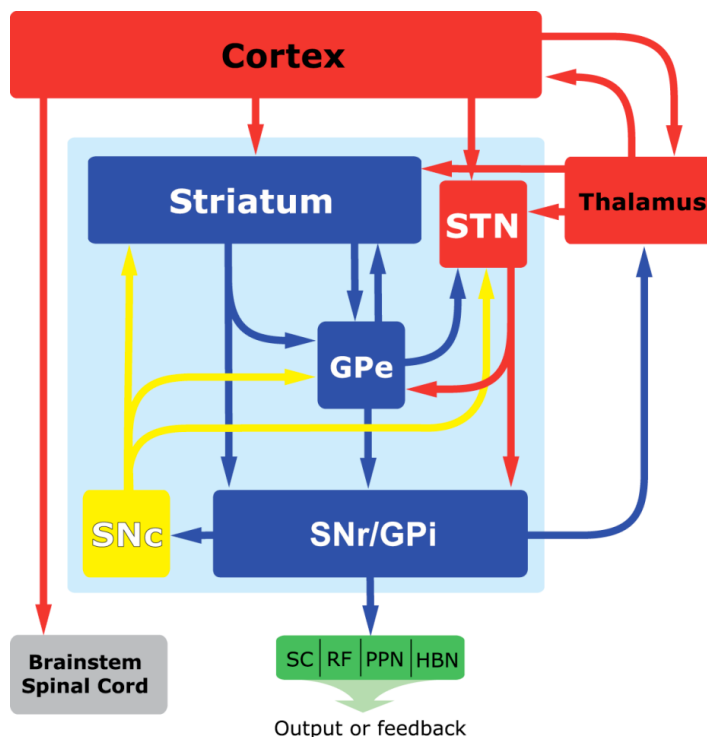 Cortex
Striatum
STN
Thalamus
GPe
SNc
SNr/GPi
Brainstem
Spinal Cord
SC RF PPN HBN
Output or feedback